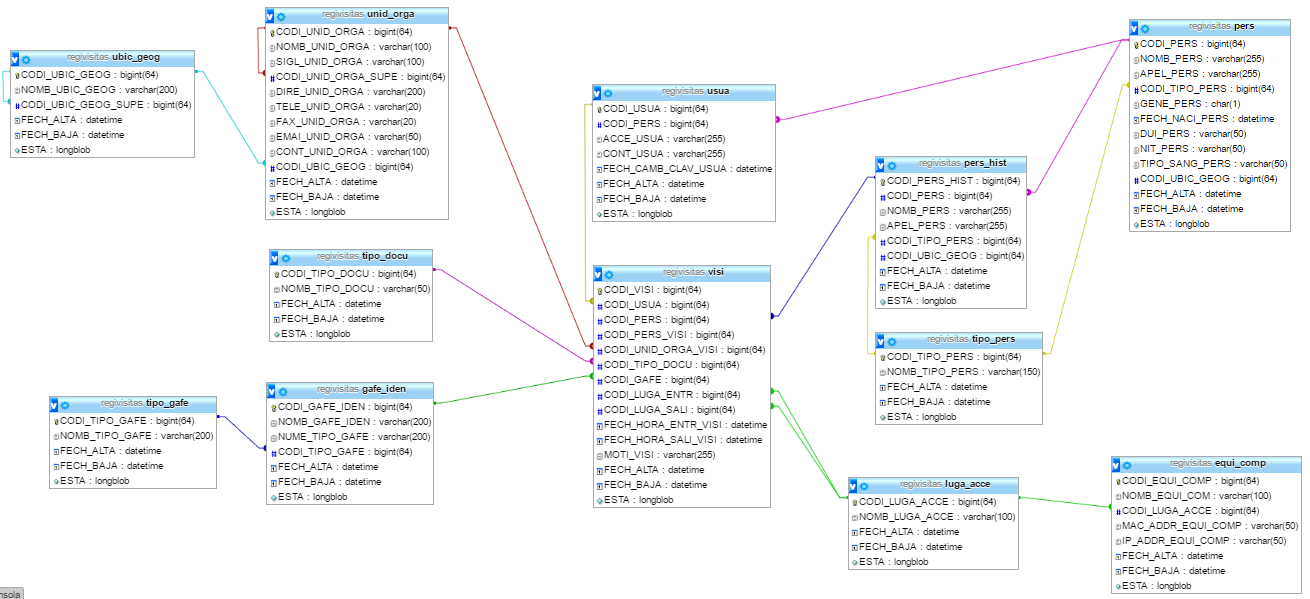 regivisitas ubic_geog
CODI_UBIC_GEOG : bigint(64)
NOMB_UBIC_GEOG : varchar(200)
CODI_UBIC_GEOG_SUPE : bigint(64)
FECH_ALTA : datetime
FECH_BAJA : datetime
ESTA : longblob
regivisitas unid_orga
CODI_UNID_ORGA : bigint(64)
NOMB_UNID_ORGA : varchar(100)
SIGL_UNID_ORGA : varchar(100)
CODI_UNID_ORGA_SUPE : bigint(64)
DIRE_UNID_ORGA : varchar(200)
TELE_UNID_ORGA : varchar(20)
FAX_UNID_ORGA : varchar(20)
EMAI_UNID_ORGA : varchar(50)
CONT_UNID_ORGA : varchar(100)
CODI_UBIC_GEOG : bigint(64)
FECH_ALTA : datetime
FECH_BAJA : datetime
ESTA : longblob
regivisitas tipo_docu
CODI_TIPO_DOCU : bigint(64)
NOMB_TIPO_DOCU : varchar(50)
FECH_ALTA : datetime
FECH_BAJA : datetime
ESTA : longblob
regivisitas tipo_gafe
CODI_TIPO_GAFE : bigint(64)
NOMB_TIPO_GAFE : varchar(200)
FECH_ALTA : datetime
FECH_BAJA : datetime
ESTA : longblob
regivisitas gafe_iden
CODI_GAFE_IDEN : bigint(64)
NOMB_GAFE_IDEN : varchar(200)
NUME_TIPO_GAFE : varchar(200)
CODI_TIPO_GAFE : bigint(64)
FECH_ALTA : datetime
FECH_BAJA : datetime
ESTA : longblob
regivisitas usua
CODI_USUA : bigint(64)
CODI_PERS : bigint(64)
ACCE_USUA : varchar(255)
CONT_USUA : varchar(255)
FECH_CAMB_CLAV_USUA : datetime
FECH_ALTA : datetime
FECH_BAJA : datetime
ESTA : longblob
regivisitas visi
CODI_VISI : bigint(64)
CODI_USUA : bigint(64)
CODI_PERS : bigint(64)
CODI_PERS_VISI : bigint(64)
CODI_UNID_ORGA_VISI : bigint(64)
CODI_TIPO_DOCU : bigint(64)
CODI_GAFE : bigint(64)
CODI_LUGA_ENTR : bigint(64)
CODI_LUGA_SALI : bigint(64)
FECH_HORA_ENTR_VISI : datetime
FECH_HORA_SALI_VISI : datetime
MOTI_VISI : varchar(255)
FECH_ALTA : datetime
FECH_BAJA : datetime
ESTA : longblob
regivisitas pers
CODI_PERS : bigint(64)
NOMB_PERS : varchar(255)
APEL_PERS : varchar(255)
CODI_TIPO_PERS : bigint(64)
GENE_PERS : char(1)
FECH_NACI_PERS : datetime
DUI_PERS : varchar(50)
NIT_PERS : varchar(50)
TIPO_SANG_PERS : varchar(50)
CODI_UBIC_GEOG : bigint(64)
FECH_ALTA : datetime
FECH_BAJA : datetime
ESTA : longblob
regivisitas pers_hist
CODI_PERS_HIST : bigint(64)
CODI_PERS : bigint(64)
NOMB_PERS : varchar(255)
APEL_PERS : varchar(255)
CODI_TIPO_PERS : bigint(64)
CODI_UBIC_GEOG : bigint(64)
FECH_ALTA : datetime
FECH_BAJA : datetime
ESTA : longblob
regivisitas tipo_pers
CODI_TIPO_PERS : bigint(64)
NOMB_TIPO_PERS : varchar(150)
FECH_ALTA : datetime
FECH_BAJA : datetime
ESTA : longblob
regivisitas luga_acce
CODI_LUGA_ACCE : bigint(64)
NOMB_LUGA_ACCE : varchar(100)
FECH_ALTA : datetime
FECH_BAJA : datetime
ESTA : longblob
regivisitas equi_comp
CODI_EQUI_COMP : bigint(64)
NOMB_EQUI_COM : varchar(100)
CODI_LUGA_ACCE : bigint(64)
MAC_ADDR_EQUI_COMP : varchar(50)
IP_ADDR_EQUI_COMP : varchar(50)
FECH_ALTA : datetime
FECH_BAJA : datetime
ESTA : longblob
nsola